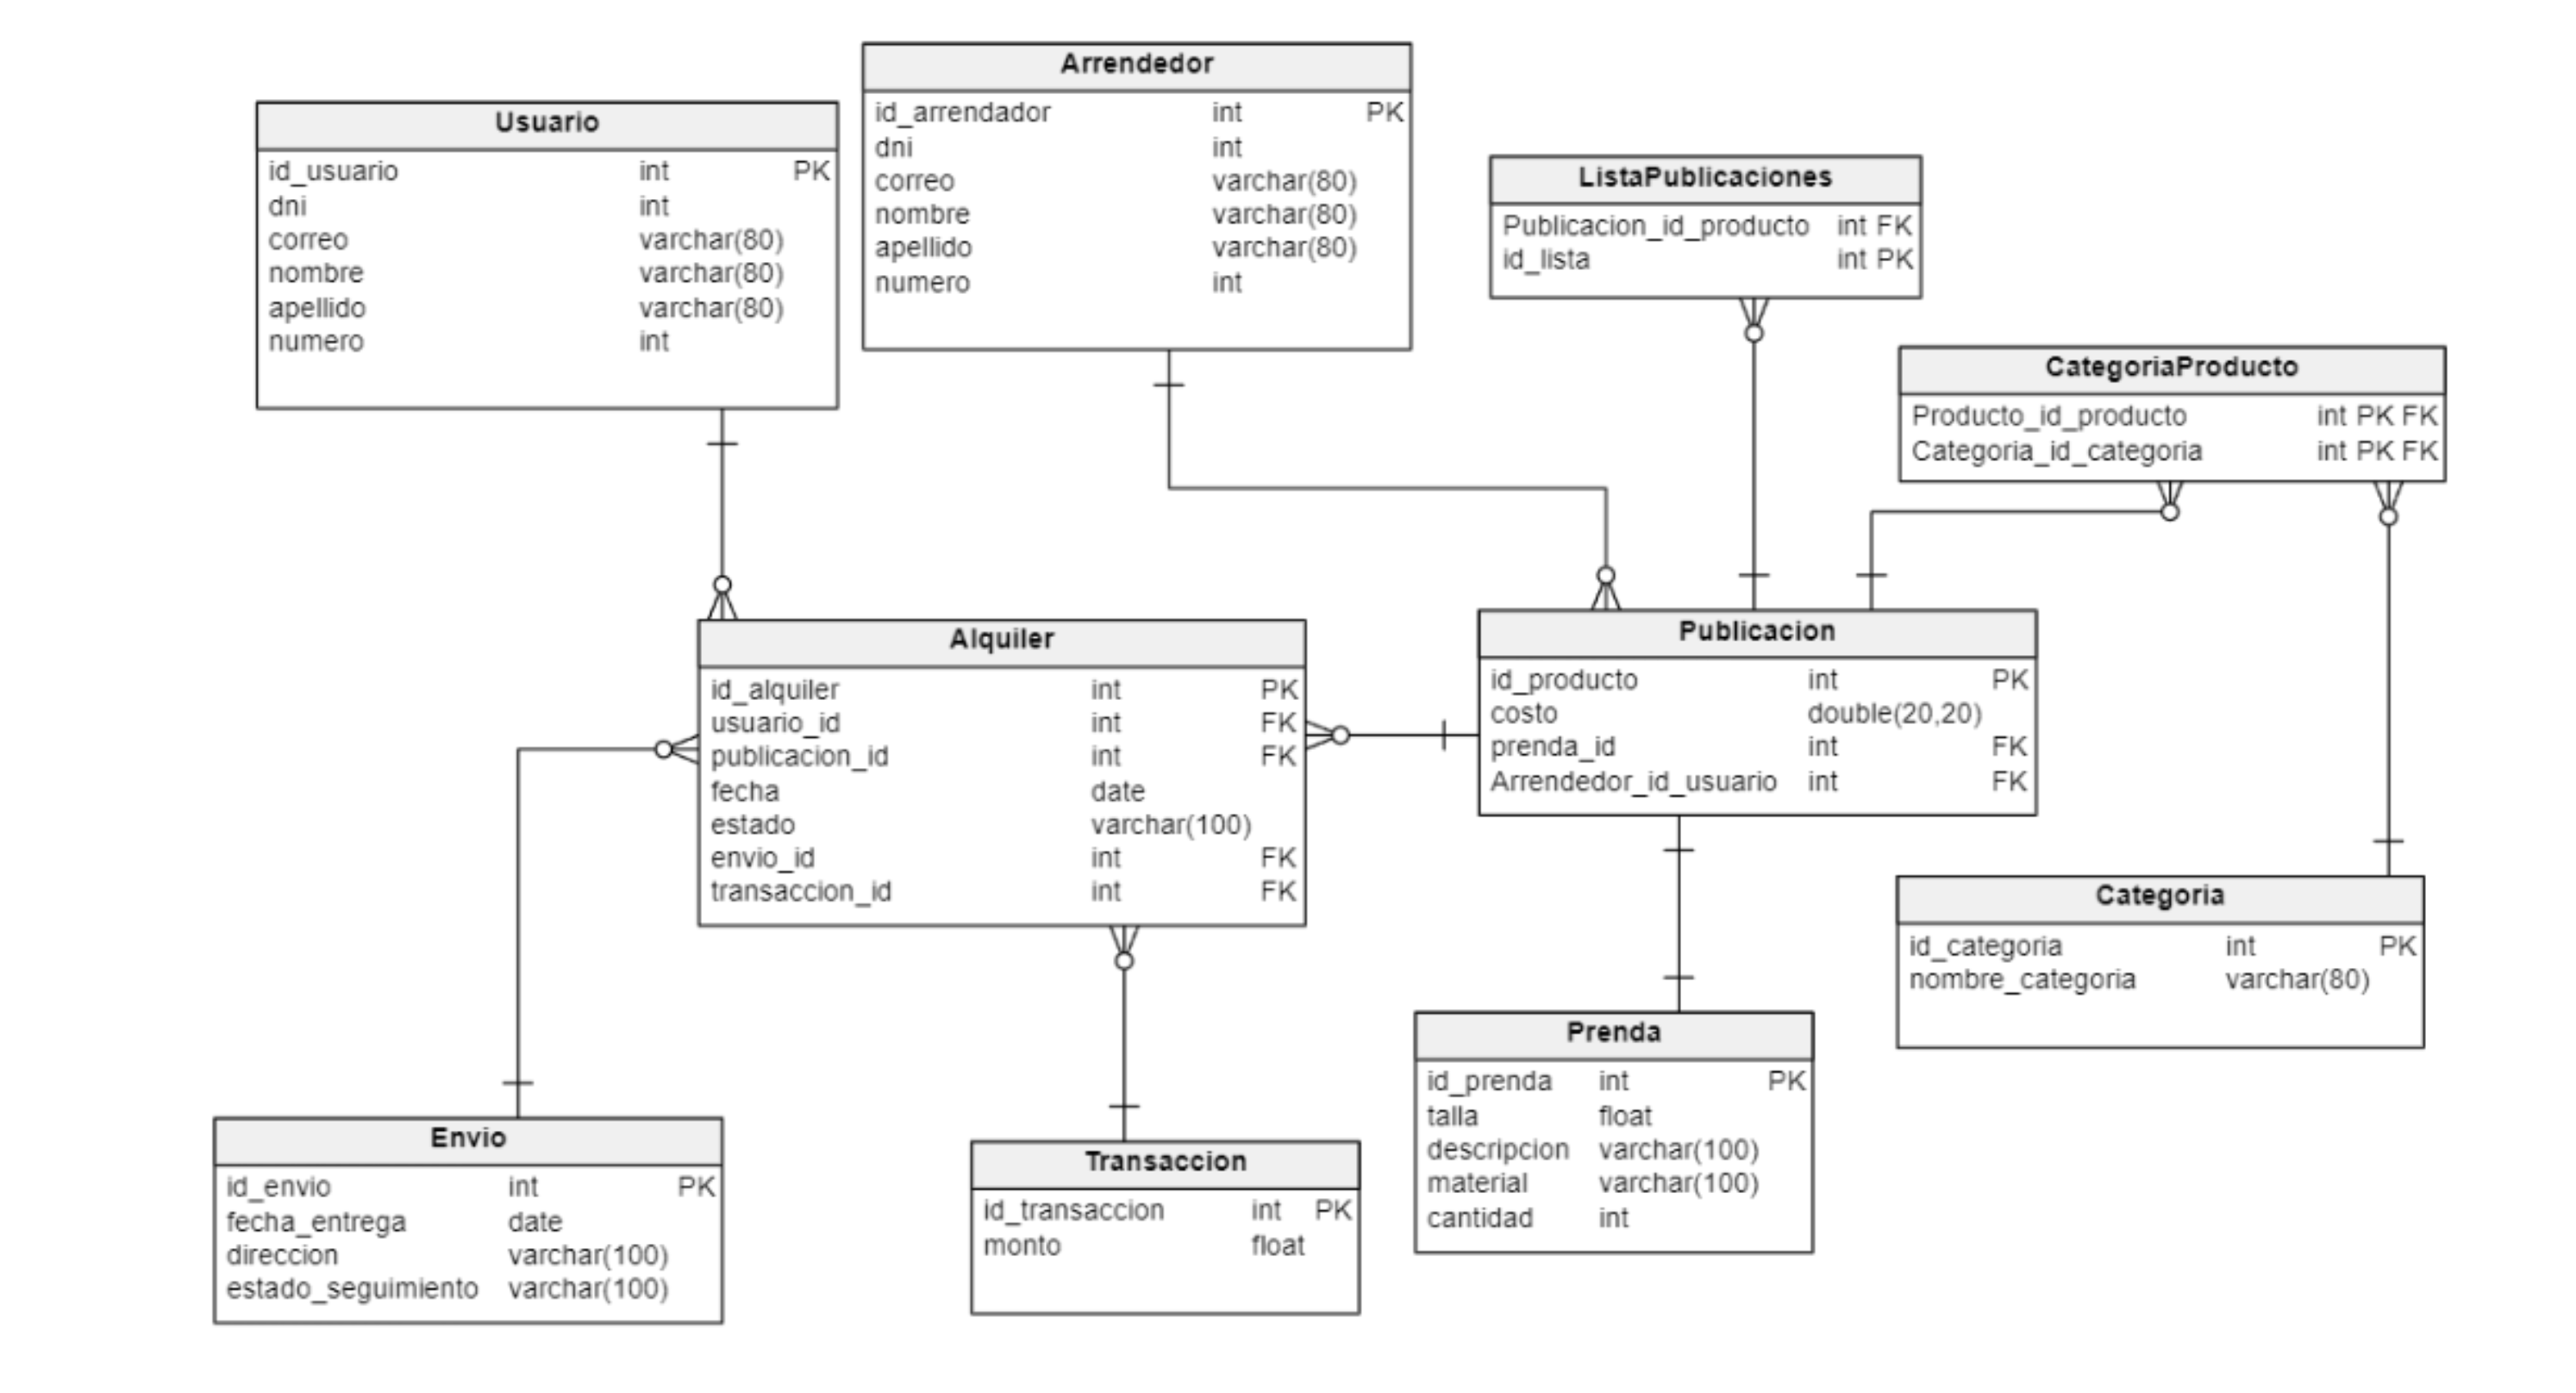 Arrendedor
id_arrendador int PK
dni int
correo varchar(80)
nombre varchar(80)
apellido varchar(80)
numero int
Usuario
id_usuario int PK
dni int
correo varchar(80)
nombre varchar(80)
apellido varchar(80)
numero int
ListaPublicaciones
Publicacion_id_producto int FK
id_lista int PK
CategoriaProducto
Producto_id_producto int PK FK
Categoria_id_categoria int PK FK
Alquiler
id_alquiler int PK
usuario_id int FK
publicacion_id int FK
fecha date
estado varchar(100)
envio_id int FK
transaccion_id int FK
Publicacion
id_producto int PK
costo double(20,20)
prenda_id int FK
Arrendedor_id_usuario int FK
Categoria
id_categoria int PK
nombre_categoria varchar(80)
Prenda
id_prenda int PK
talla float
descripcion varchar(100)
material varchar(100)
cantidad int
Envio
id_envio int PK
fecha_entrega date
direccion varchar(100)
estado_seguimiento varchar(100)
Transaccion
id_transaccion int PK
monto float